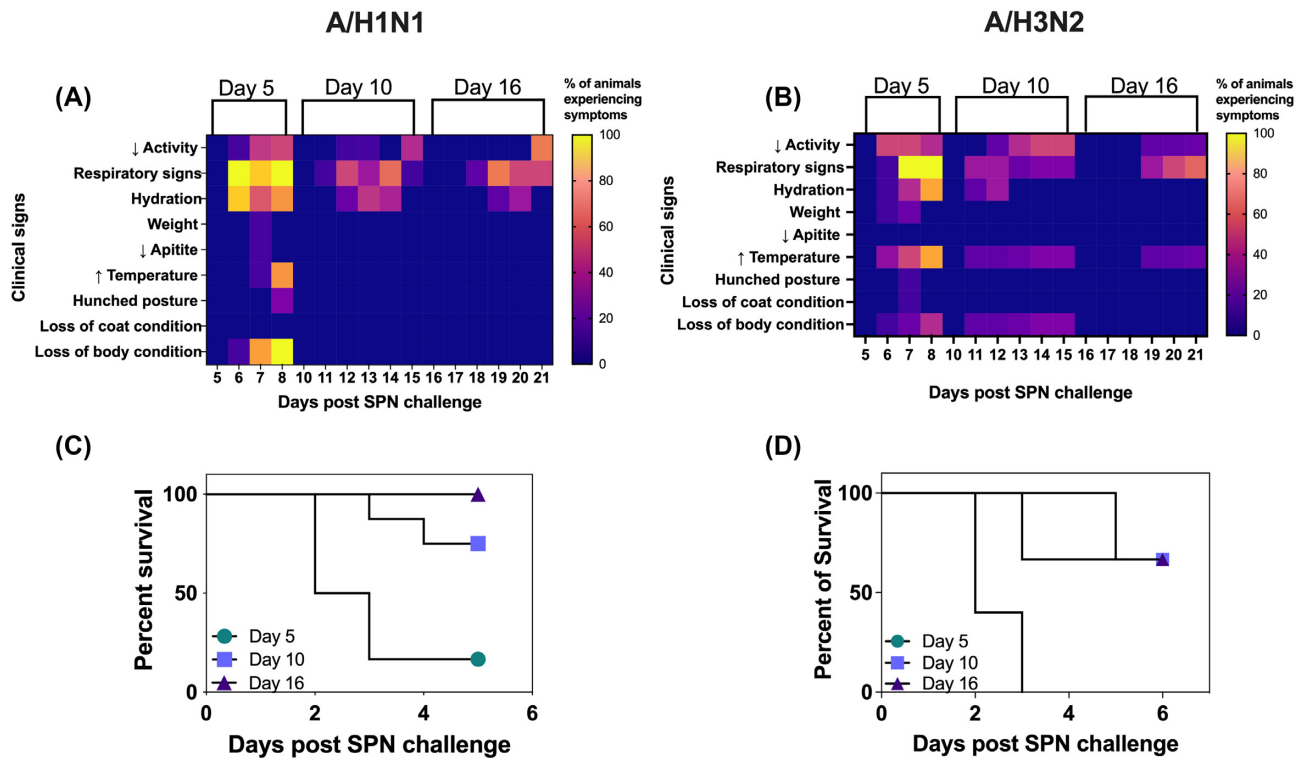 A/H1N1
A/H3N2
(A)
Day 5
Day 10
Day 16
% of animals
experiencing
symptoms
Clinical signs
↓ Activity
Respiratory signs
Hydration
Weight
↓ Apitite
↑ Temperature
Hunched posture
Loss of coat condition
Loss of body condition
5 6 7 8 10 11 12 13 14 15 16 17 18 19 20 21
Days post SPN challenge
100
80
60
40
20
0
(B)
Day 5
Day 10
Day 16
% of animals
experiencing
symptoms
Clinical signs
↓ Activity
Respiratory signs
Hydration
Weight
↓ Apitite
↑ Temperature
Hunched posture
Loss of coat condition
Loss of body condition
5 6 7 8 10 11 12 13 14 15 16 17 18 19 20 21
Days post SPN challenge
100
80
60
40
20
0
(C)
Percent survival
100
50
0
Day 5
Day 10
Day 16
0 2 4 6
Days post SPN challenge
(D)
Percent of Survival
100
50
0
Day 5
Day 10
Day 16
0 2 4 6
Days post SPN challenge